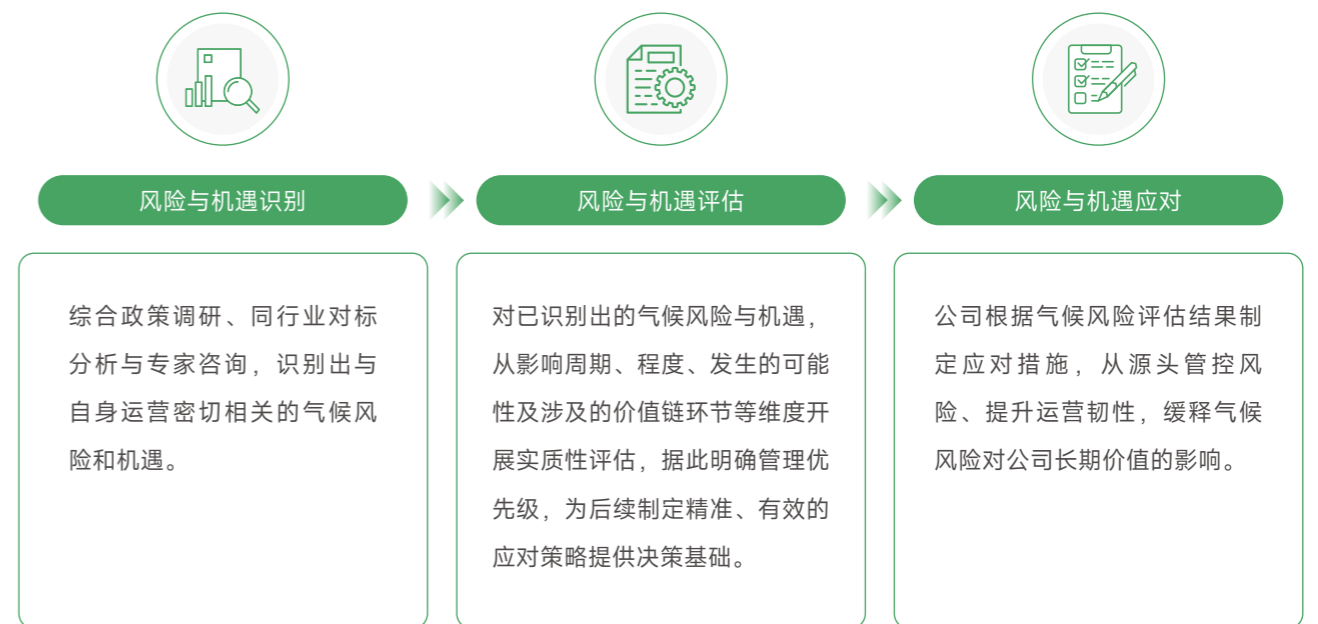 风险与机遇识别
综合政策调研、同行业对标
分析与专家咨询，识别出与
自身运营密切相关的气候风
险和机遇。
风险与机遇评估
对已识别出的气候风险与机遇，
从影响周期、程度、发生的可能
性及涉及的价值链环节等维度开
展实质性评估，据此明确管理优
先级，为后续制定精准、有效的
应对策略提供决策基础。
风险与机遇应对
公司根据气候风险评估结果制
定应对措施，从源头管控风
险、提升运营韧性，缓释气候
风险对公司长期价值的影响。